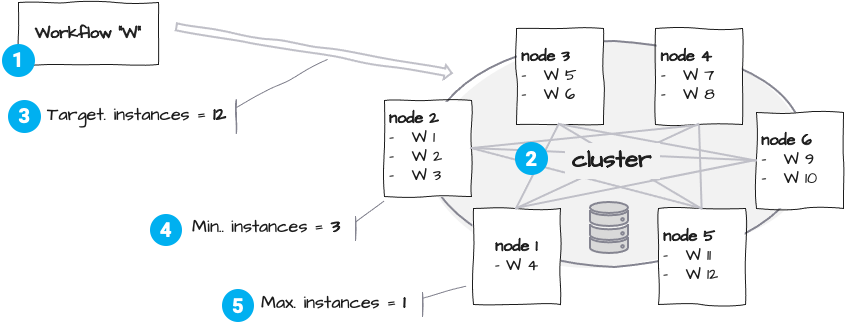 Workflow "W"
1
3 Target. instances = 12
node 2
- W 1
- W 2
- W 3
node 3
- W 5
- W 6
node 4
- W 7
- W 8
node 6
- W 9
- W 10
2 cluster
4 Min.. instances = 3
node 1
- W 4
node 5
- W 11
- W 12
5 Max. instances = 1